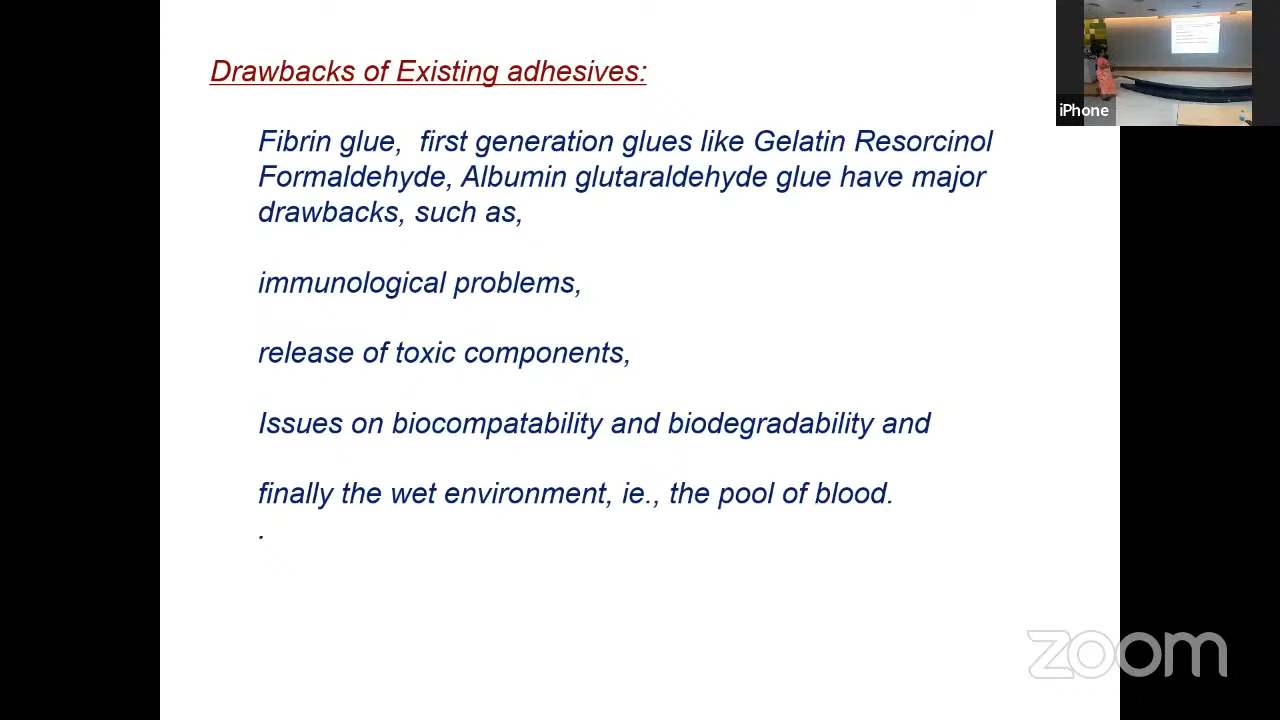 Drawbacks of Existing adhesives:
Fibrin glue,  first generation glues like Gelatin Resorcinol
Formaldehyde, Albumin glutaraldehyde glue have major
drawbacks, such as,
immunological problems,
release of toxic components,
Issues on biocompatability and biodegradability and
finally the wet environment, ie., the pool of blood.
.
iPhone
zoom